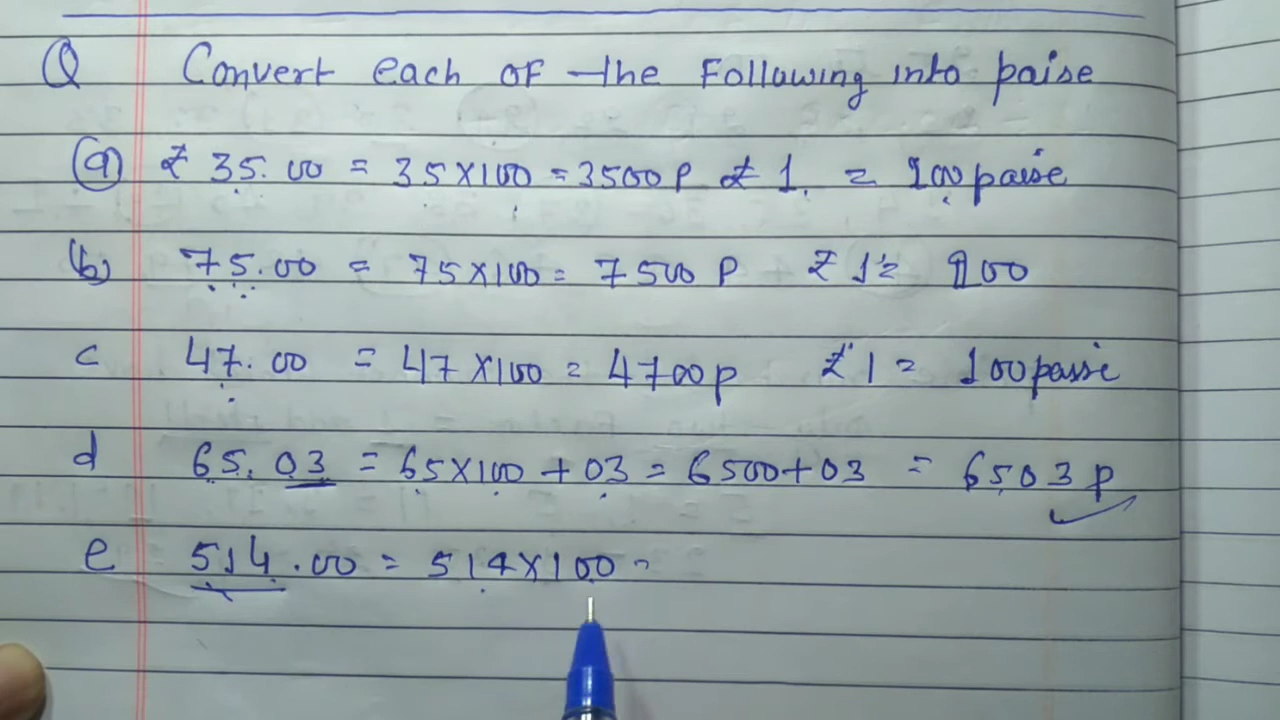 Q Convert each of the Following into paise
(a) ₹ 35.00 = 35×100 = 3500 P ₹ 1. = 100 paise
(b) 75.00 = 75×100 = 7500 P ₹ 1 = 100
c 47.00 = 47×100 = 4700p ₹ 1 = 100 passe
d 65.03 = 65×100 + 03 = 6500+03 = 6503 p
e 514.00 = 514×100 =